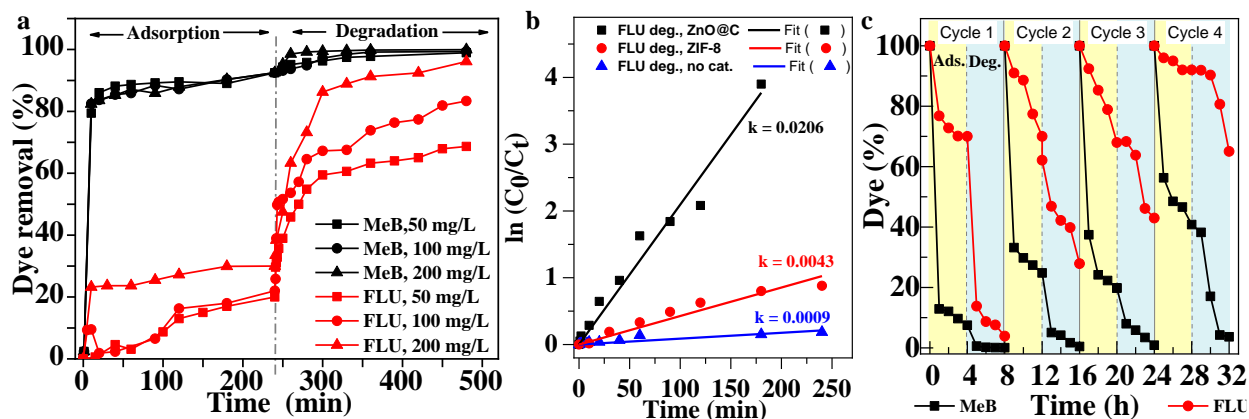 a
Adsorption
Degradation
Dye removal (%)
100
80
60
40
20
0
MeB,50 mg/L
MeB, 100 mg/L
MeB, 200 mg/L
FLU, 50 mg/L
FLU, 100 mg/L
FLU, 200 mg/L
0 100 200 300 400 500
Time (min)
b
FLU deg., ZnO@C Fit ( )
FLU deg., ZIF-8 Fit ( )
FLU deg., no cat. Fit ( )
ln (C0/Ct)
5
4
3
2
1
0
k = 0.0206
k = 0.0043
k = 0.0009
0 50 100 150 200 250
Time (min)
c
Cycle 1 Cycle 2 Cycle 3 Cycle 4
Ads. Deg.
Dye (%)
100
80
60
40
20
0
0 4 8 12 16 20 24 28 32
MeB Time (h) FLU